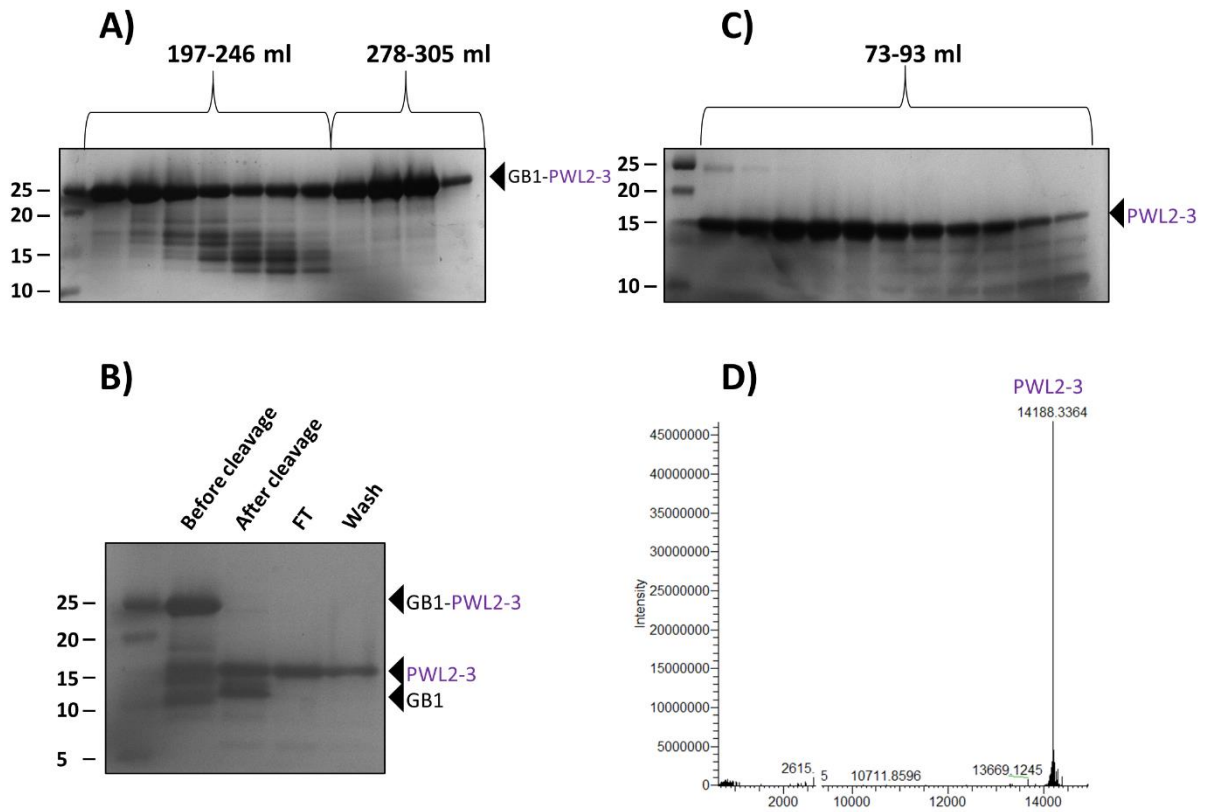 A)
197-246 ml
278-305 ml
25 –
20 –
15 –
10 –
GB1-PWL2-3
C)
73-93 ml
25 –
20 –
15 –
10 –
PWL2-3
B)
Before cleavage
After cleavage
FT
Wash
25 –
20 –
15 –
10 –
5 –
GB1-PWL2-3
PWL2-3
GB1
D)
PWL2-3
14188.3364
45000000
40000000
35000000
30000000
25000000
20000000
15000000
10000000
5000000
0
Intensity
2615.
5
10711.8596
13669.1245
2000
10000
12000
14000